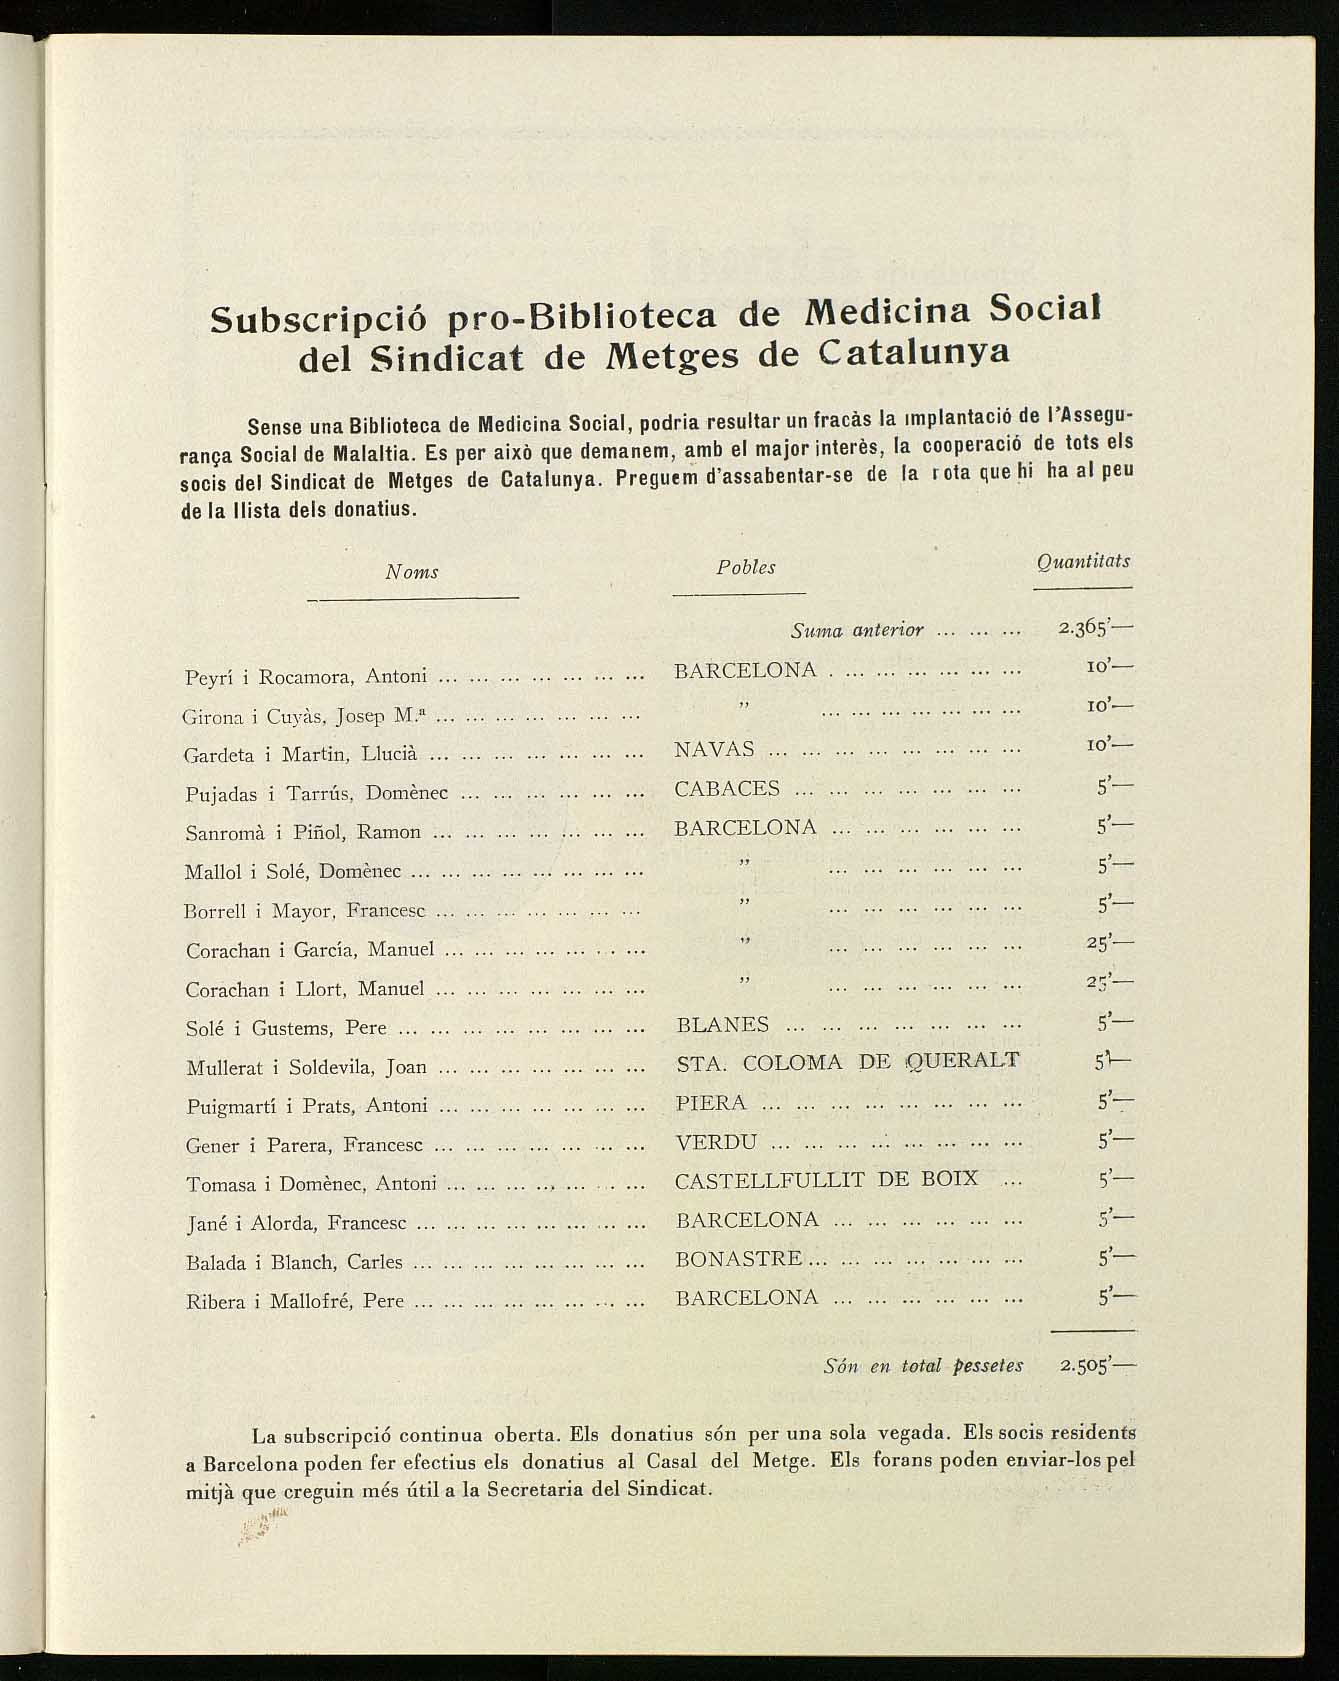 Subscripció pro-Biblioteca de Medicina Social
del Sindicat de Metges de Catalunya
Sense una Biblioteca de Medicina Social, podria resultar un fracàs la implantació de l'Assegu-
rança Social de Malaltia. Es per això que demanem, amb el major interès, la cooperació de tots els
socis del Sindicat de Metges de Catalunya. Preguem d'assabentar-se de la rota que hi ha al peu
de la llista dels donatius.
Noms Pobles Quantitats
Suma anterior ... ... ... 2.365'—
Peyrí i Rocamora, Antoni ... ... ... ... ... ... ... BARCELONA . ... ... ... ... ... ... 10'—
Girona i Cuyàs, Josep M.ª ... ... ... ... ... ... ... " ... ... ... ... ... ... ... 10'—
Gardeta i Martin, Llucià ... ... ... ... ... ... ... NAVAS ... ... ... ... ... ... ... ... 10'—
Pujadas i Tarrús, Domènec ... ... ... ... ... ... CABACES ... ... ... ... ... ... ... 5'—
Sanromà i Piñol, Ramon ... ... ... ... ... ... ... BARCELONA ... ... ... ... ... ... 5'—
Mallol i Solé, Domènec ... ... ... ... ... ... ... ... " ... ... ... ... ... ... 5'—
Borrell i Mayor, Francesc ... ... ... ... ... ... ... " ... ... ... ... ... ... 5'—
Corachan i García, Manuel ... ... ... ... ... ... ... " ... ... ... ... ... ... 25'—
Corachan i Llort, Manuel ... ... ... ... ... ... ... " ... ... ... ... ... ... 25'—
Solé i Gustems, Pere ... ... ... ... ... ... ... ... BLANES ... ... ... ... ... ... ... 5'—
Mullerat i Soldevila, Joan ... ... ... ... ... ... ... STA. COLOMA DE QUERALT 5'—
Puigmartí i Prats, Antoni ... ... ... ... ... ... ... PIERA ... ... ... ... ... ... ... ... 5'—
Gener i Parera, Francesc ... ... ... ... ... ... ... VERDU ... ... ... ... ... ... ... ... 5'—
Tomasa i Domènec, Antoni ... ... ... ... ... ... ... CASTELLFULLIT DE BOIX ... 5'—
Jané i Alorda, Francesc ... ... ... ... ... ... ... ... BARCELONA ... ... ... ... ... ... 5'—
Balada i Blanch, Carles ... ... ... ... ... ... ... ... BONASTRE ... ... ... ... ... ... ... 5'—
Ribera i Mallofré, Pere ... ... ... ... ... ... ... ... BARCELONA ... ... ... ... ... ... 5'—
Són en total pessetes 2.505'—
La subscripció continua oberta. Els donatius són per una sola vegada. Els socis residents
a Barcelona poden fer efectius els donatius al Casal del Metge. Els forans poden enviar-los pel
mitjà que creguin més útil a la Secretaria del Sindicat.